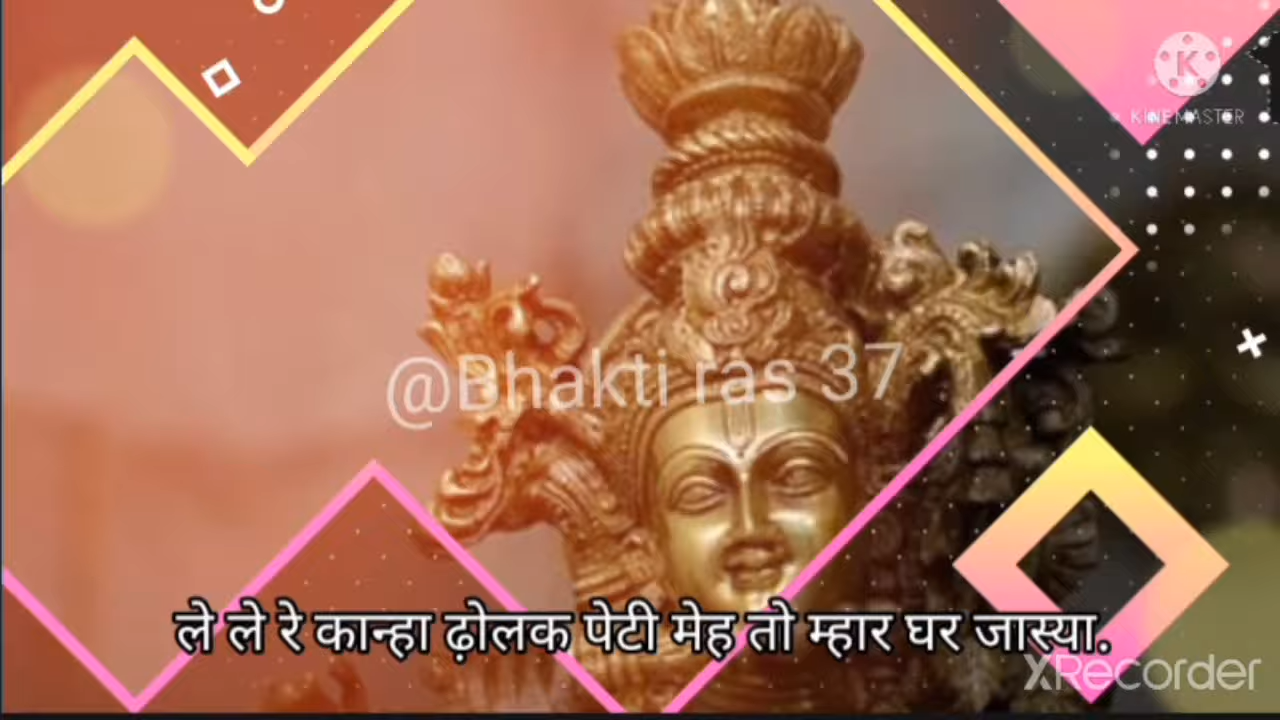 K
KINEMASTER
@Bhakti ras 37
ले ले रे कान्हा ढ़ोलक पेटी मेह तो म्हार घर जास्या.
XRecorder